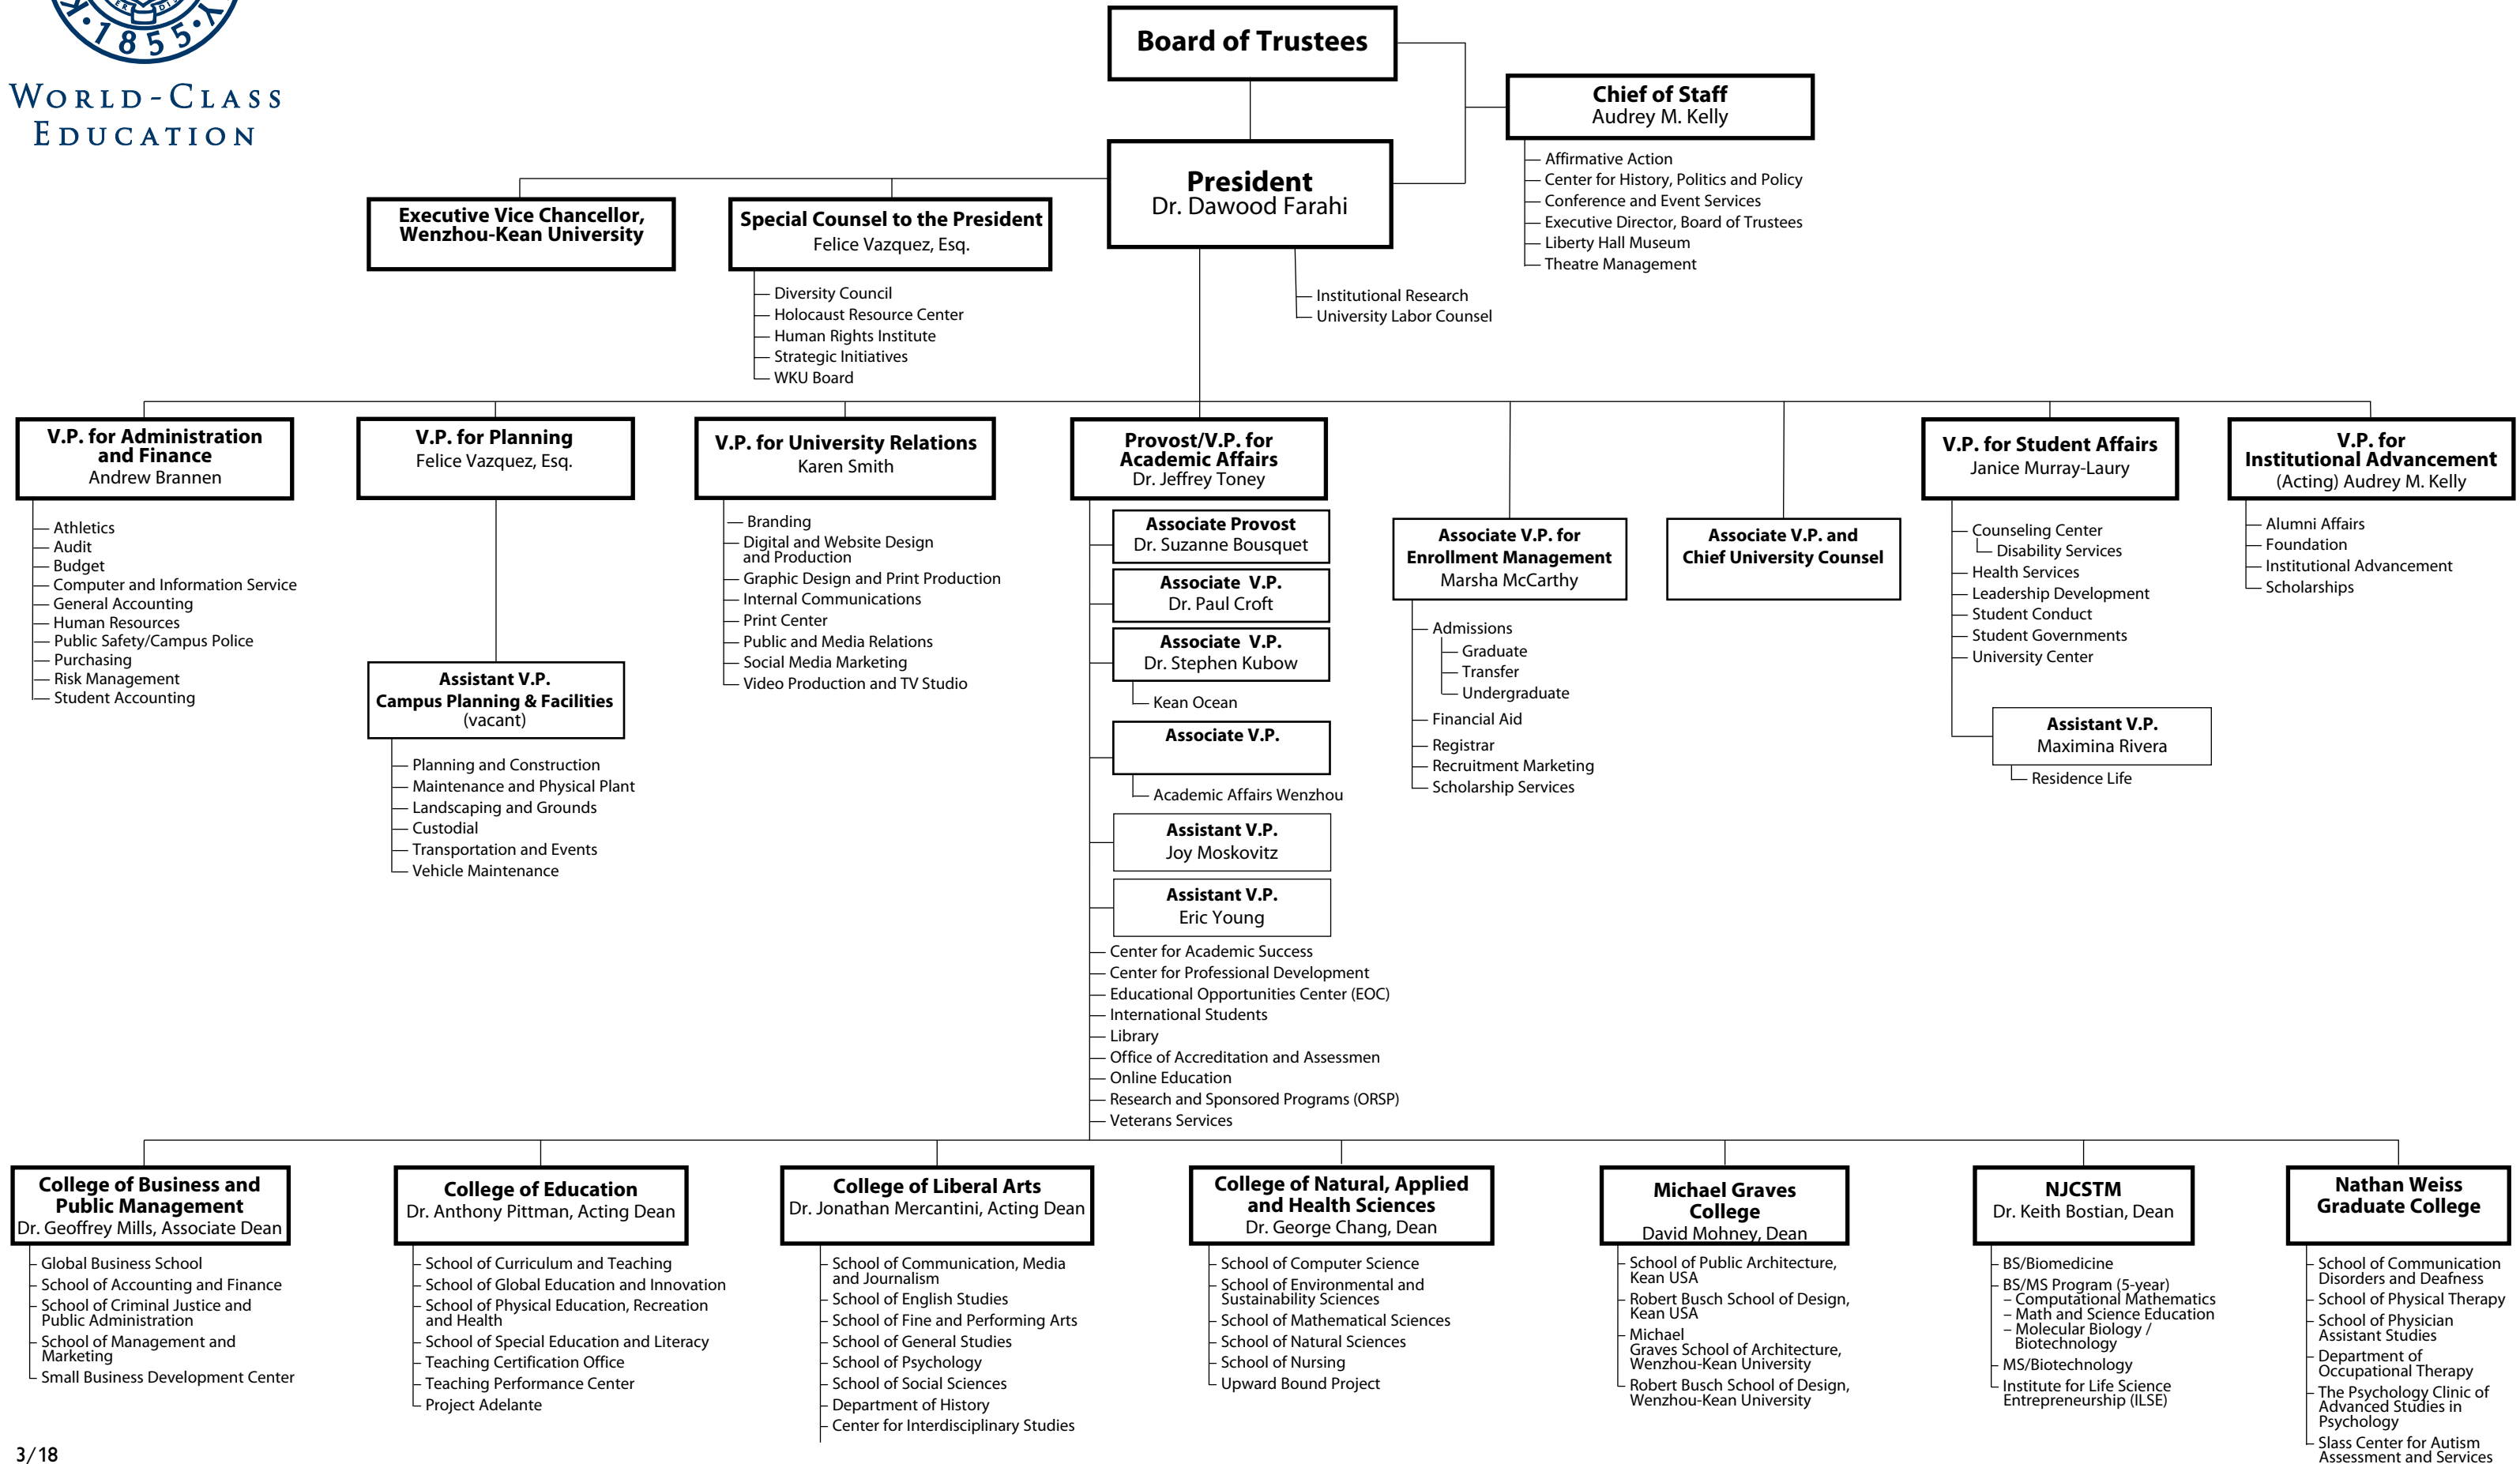 1855
WORLD-CLASS
EDUCATION
Board of Trustees
Chief of Staff
Audrey M. Kelly
Affirmative Action
Center for History, Politics and Policy
Conference and Event Services
Executive Director, Board of Trustees
Liberty Hall Museum
Theatre Management
President
Dr. Dawood Farahi
Institutional Research
University Labor Counsel
Executive Vice Chancellor,
Wenzhou-Kean University
Special Counsel to the President
Felice Vazquez, Esq.
Diversity Council
Holocaust Resource Center
Human Rights Institute
Strategic Initiatives
WKU Board
V.P. for Administration
and Finance
Andrew Brannen
Athletics
Audit
Budget
Computer and Information Service
General Accounting
Human Resources
Public Safety/Campus Police
Purchasing
Risk Management
Student Accounting
V.P. for Planning
Felice Vazquez, Esq.
Assistant V.P.
Campus Planning & Facilities
(vacant)
Planning and Construction
Maintenance and Physical Plant
Landscaping and Grounds
Custodial
Transportation and Events
Vehicle Maintenance
V.P. for University Relations
Karen Smith
Branding
Digital and Website Design
and Production
Graphic Design and Print Production
Internal Communications
Print Center
Public and Media Relations
Social Media Marketing
Video Production and TV Studio
Provost/V.P. for
Academic Affairs
Dr. Jeffrey Toney
Associate Provost
Dr. Suzanne Bousquet
Associate V.P.
Dr. Paul Croft
Associate V.P.
Dr. Stephen Kubow
Kean Ocean
Associate V.P.
Academic Affairs Wenzhou
Assistant V.P.
Joy Moskovitz
Assistant V.P.
Eric Young
Center for Academic Success
Center for Professional Development
Educational Opportunities Center (EOC)
International Students
Library
Office of Accreditation and Assessmen
Online Education
Research and Sponsored Programs (ORSP)
Veterans Services
Associate V.P. for
Enrollment Management
Marsha McCarthy
Admissions
Graduate
Transfer
Undergraduate
Financial Aid
Registrar
Recruitment Marketing
Scholarship Services
Associate V.P. and
Chief University Counsel
V.P. for Student Affairs
Janice Murray-Laury
Counseling Center
Disability Services
Health Services
Leadership Development
Student Conduct
Student Governments
University Center
Assistant V.P.
Maximina Rivera
Residence Life
V.P. for
Institutional Advancement
(Acting) Audrey M. Kelly
Alumni Affairs
Foundation
Institutional Advancement
Scholarships
College of Business and
Public Management
Dr. Geoffrey Mills, Associate Dean
Global Business School
School of Accounting and Finance
School of Criminal Justice and
Public Administration
School of Management and
Marketing
Small Business Development Center
College of Education
Dr. Anthony Pittman, Acting Dean
School of Curriculum and Teaching
School of Global Education and Innovation
School of Physical Education, Recreation
and Health
School of Special Education and Literacy
Teaching Certification Office
Teaching Performance Center
Project Adelante
College of Liberal Arts
Dr. Jonathan Mercantini, Acting Dean
School of Communication, Media
and Journalism
School of English Studies
School of Fine and Performing Arts
School of General Studies
School of Psychology
School of Social Sciences
Department of History
Center for Interdisciplinary Studies
College of Natural, Applied
and Health Sciences
Dr. George Chang, Dean
School of Computer Science
School of Environmental and
Sustainability Sciences
School of Mathematical Sciences
School of Natural Sciences
School of Nursing
Upward Bound Project
Michael Graves
College
David Mohney, Dean
School of Public Architecture,
Kean USA
Robert Busch School of Design,
Kean USA
Michael
Graves School of Architecture,
Wenzhou-Kean University
Robert Busch School of Design,
Wenzhou-Kean University
NJCSTM
Dr. Keith Bostian, Dean
BS/Biomedicine
BS/MS Program (5-year)
– Computational Mathematics
– Math and Science Education
– Molecular Biology /
Biotechnology
MS/Biotechnology
Institute for Life Science
Entrepreneurship (ILSE)
Nathan Weiss
Graduate College
School of Communication
Disorders and Deafness
School of Physical Therapy
School of Physician
Assistant Studies
Department of
Occupational Therapy
The Psychology Clinic of
Advanced Studies in
Psychology
Slass Center for Autism
Assessment and Services
3/18